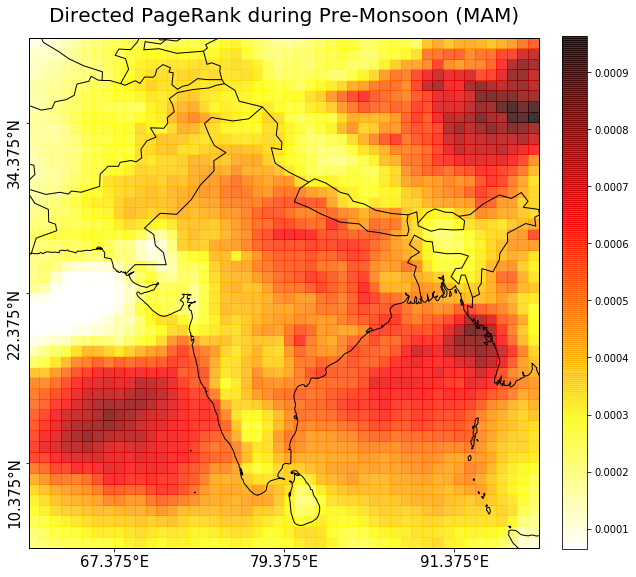 Directed PageRank during Pre-Monsoon (MAM)
34.375°N
22.375°N
10.375°N
67.375°E
79.375°E
91.375°E
0.0009
0.0008
0.0007
0.0006
0.0005
0.0004
0.0003
0.0002
0.0001